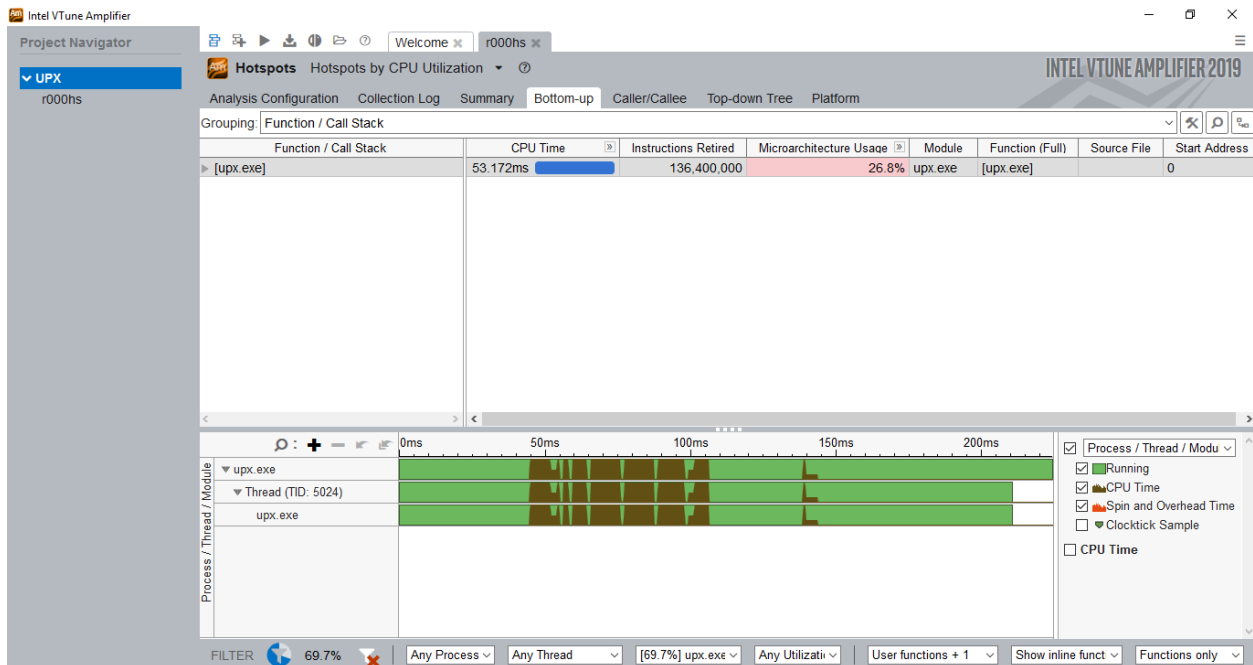 Intel VTune Amplifier
Project Navigator
UPX
r000hs
Welcome
r000hs
Hotspots Hotspots by CPU Utilization
INTEL VTUNE AMPLIFIER 2019
Analysis Configuration Collection Log Summary Bottom-up Caller/Callee Top-down Tree Platform
Grouping: Function / Call Stack
Function / Call Stack CPU Time Instructions Retired Microarchitecture Usage Module Function (Full) Source File Start Address
[upx.exe] 53.172ms 136,400,000 26.8% upx.exe [upx.exe] 0
0ms 50ms 100ms 150ms 200ms
Process / Thread / Module
upx.exe
Thread (TID: 5024)
upx.exe
Process / Thread / Modu
Running
CPU Time
Spin and Overhead Time
Clocktick Sample
CPU Time
FILTER 69.7% Any Process Any Thread [69.7%] upx.exe Any Utilizati User functions + 1 Show inline funct Functions only